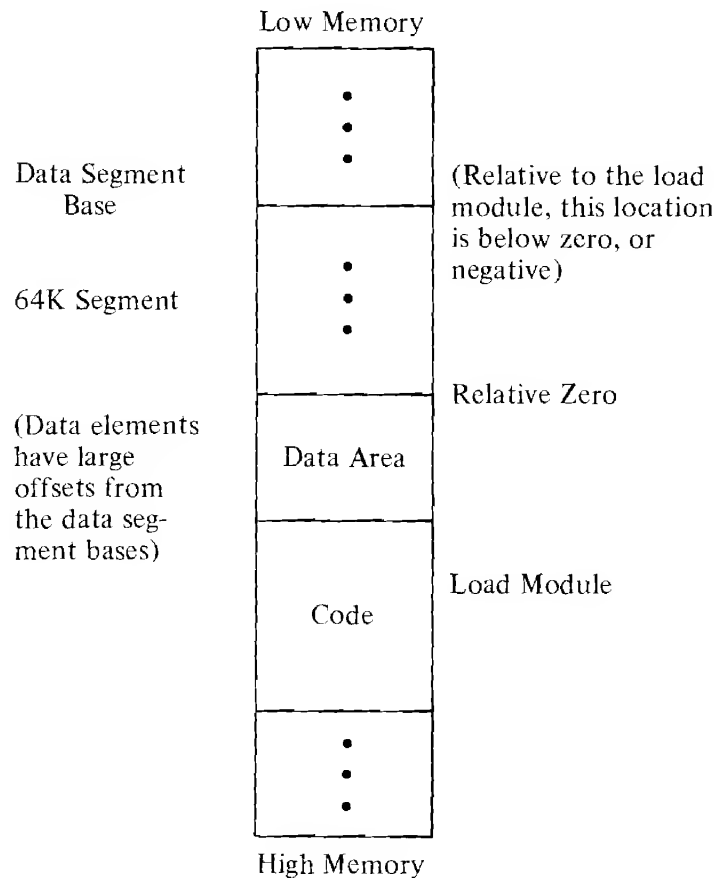 Low Memory
Data Segment
Base
(Relative to the load
module, this location
is below zero, or
negative)
64K Segment
Relative Zero
(Data elements
have large
offsets from
the data seg-
ment bases)
Data Area
Load Module
Code
High Memory